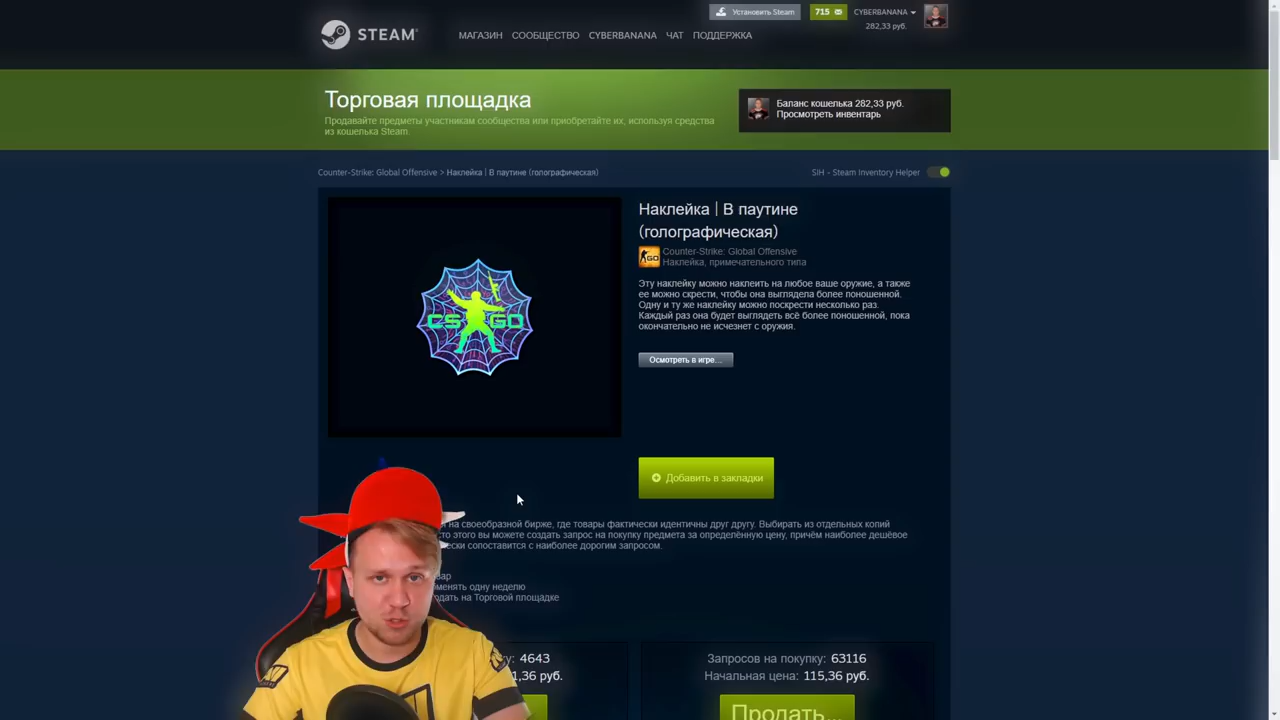 Установить Steam
715
CYBERBANANA
282,33 руб.
STEAM
МАГАЗИН СООБЩЕСТВО CYBERBANANA ЧАТ ПОДДЕРЖКА
Торговая площадка
Продавайте предметы участникам сообщества или приобретайте их, используя средства
из кошелька Steam.
Баланс кошелька 282,33 руб.
Просмотреть инвентарь
Counter-Strike: Global Offensive > Наклейка | В паутине (голографическая)
SIH - Steam Inventory Helper
CS GO
Наклейка | В паутине
(голографическая)
GO
Counter-Strike: Global Offensive
Наклейка, примечательного типа
Эту наклейку можно наклеить на любое ваше оружие, а также
ее можно скрести, чтобы она выглядела более поношенной.
Одну и ту же наклейку можно поскрести несколько раз.
Каждый раз она будет выглядеть всё более поношенной, пока
окончательно не исчезнет с оружия.
Осмотреть в игре...
Добавить в закладки
на своеобразной бирже, где товары фактически идентичны друг другу. Выбирать из отдельных копий
этого вы можете создать запрос на покупку предмета за определённую цену, причём наиболее дешёвое
сопоставится с наиболее дорогим запросом.
одну неделю
на Торговой площадке
4643
1,36 руб.
Запросов на покупку: 63116
Начальная цена: 115,36 руб.
Продать...